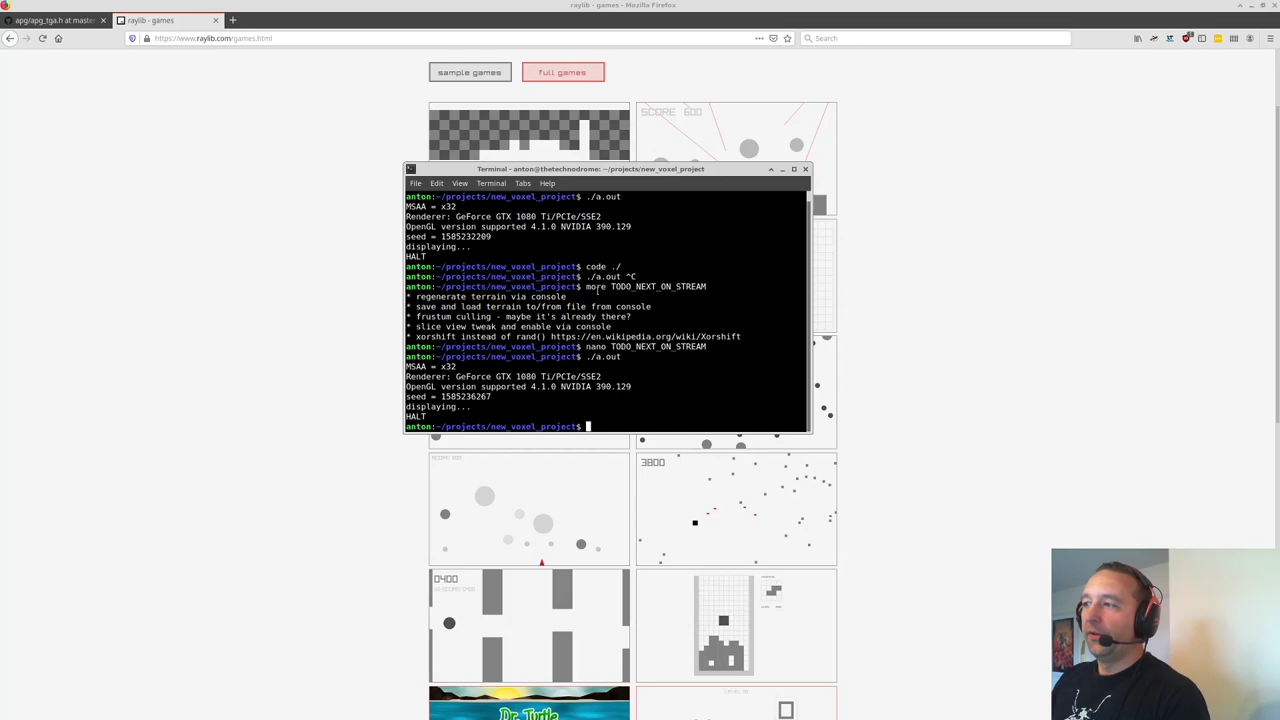 raylib - games - Mozilla Firefox
apg/apg_tga.h at master
raylib - games
https://www.raylib.com/games.html
Search
sample games
full games
SCORE 600
Terminal - anton@thetechnodrome: ~/projects/new_voxel_project
File Edit View Terminal Tabs Help
anton:~/projects/new_voxel_project$ ./a.out
MSAA = x32
Renderer: GeForce GTX 1080 Ti/PCIe/SSE2
OpenGL version supported 4.1.0 NVIDIA 390.129
seed = 1585232209
displaying...
HALT
anton:~/projects/new_voxel_project$ code ./
anton:~/projects/new_voxel_project$ ./a.out ^C
anton:~/projects/new_voxel_project$ more TODO_NEXT_ON_STREAM
* regenerate terrain via console
* save and load terrain to/from file from console
* frustum culling - maybe it's already there?
* slice view tweak and enable via console
* xorshift instead of rand() https://en.wikipedia.org/wiki/Xorshift
anton:~/projects/new_voxel_project$ nano TODO_NEXT_ON_STREAM
anton:~/projects/new_voxel_project$ ./a.out
MSAA = x32
Renderer: GeForce GTX 1080 Ti/PCIe/SSE2
OpenGL version supported 4.1.0 NVIDIA 390.129
seed = 1585236267
displaying...
HALT
anton:~/projects/new_voxel_project$
3800
0400
Dr. Turtle